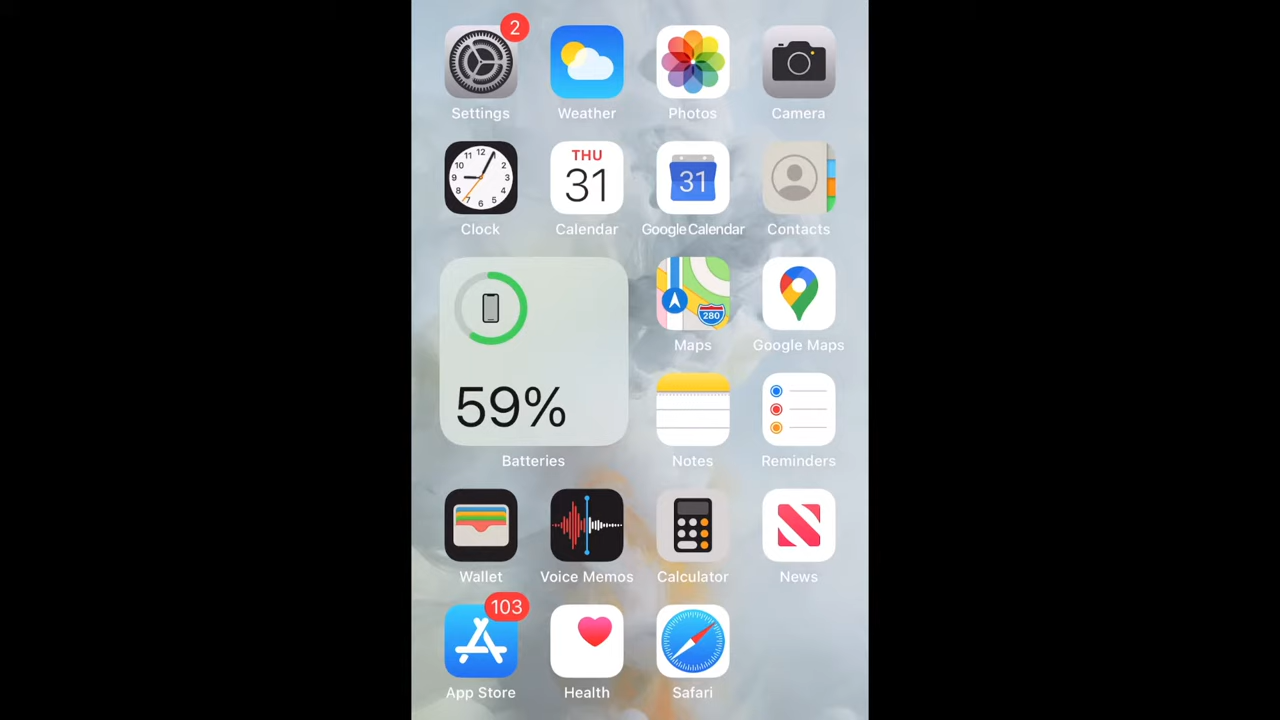 2
Settings
Weather
Photos
Camera
THU
31
31
Clock
Calendar
Google Calendar
Contacts
280
Maps
Google Maps
59%
Batteries
Notes
Reminders
Wallet
Voice Memos
Calculator
News
103
App Store
Health
Safari